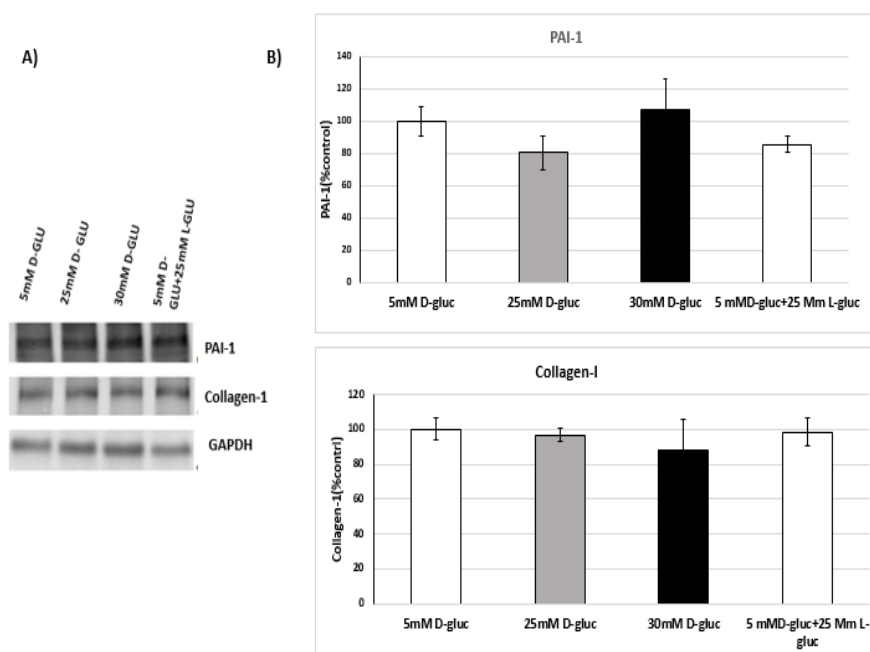 A)
5mM D-GLU
25mM D- GLU
30mM D-GLU
5mM D-
GLU+25 mM L-GLU
PAI-1
Collagen-1
GAPDH
B)
PAI-1
PAI-1(%control)
140
120
100
80
60
40
20
0
5mM D-gluc
25mM D-gluc
30mM D-gluc
5 mMD-gluc+25 Mm L-gluc
Collagen-I
Collagen-1(%contrl)
120
100
80
60
40
20
0
5mM D-gluc
25mM D-gluc
30mM D-gluc
5 mMD-gluc+25 Mm L-
gluc